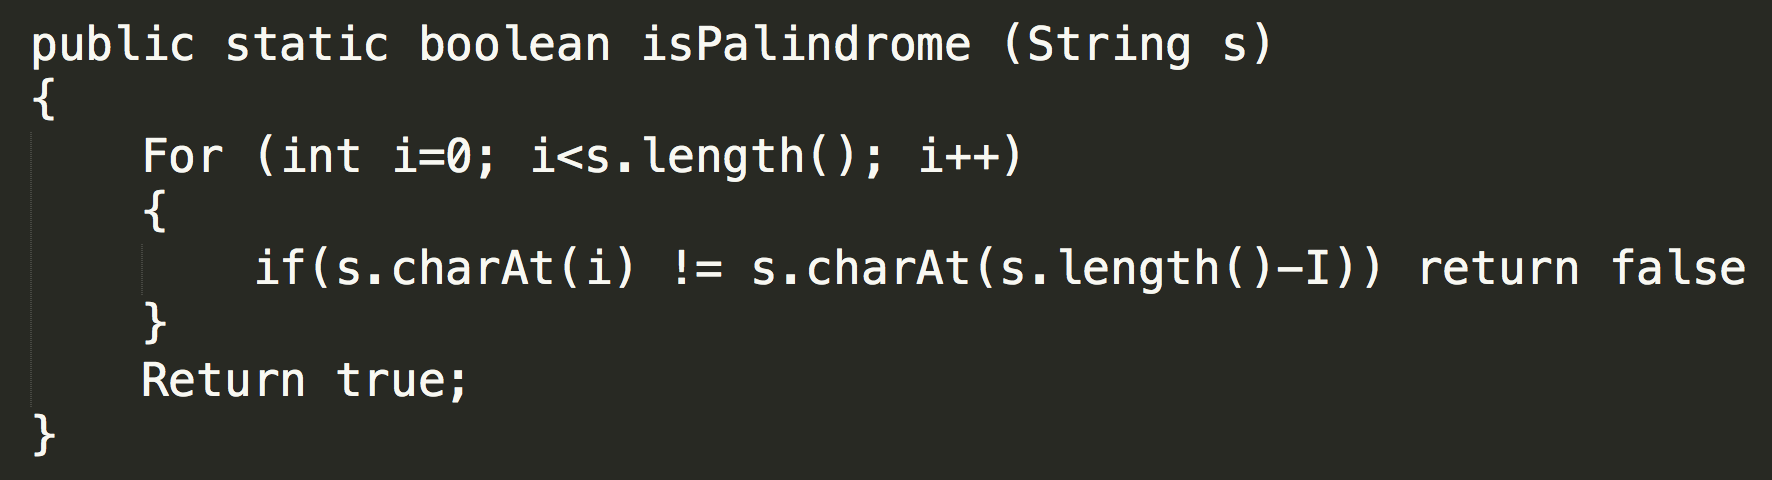 public static boolean isPalindrome (String s)
{
    For (int i=0; i<s.length(); i++)
    {
        if(s.charAt(i) != s.charAt(s.length()-I)) return false
    }
    Return true;
}